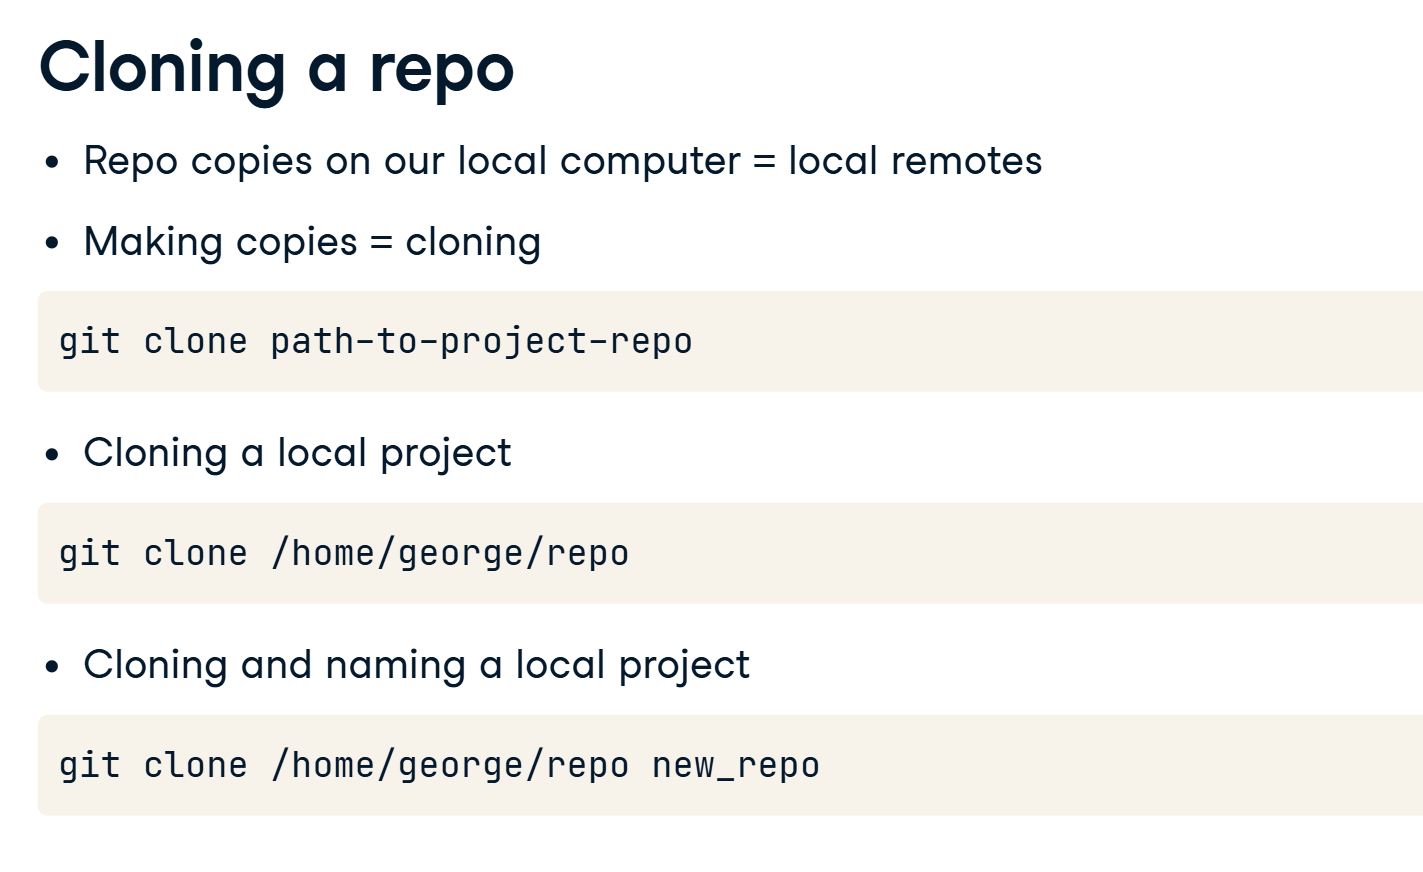 Cloning a repo
• Repo copies on our local computer = local remotes
• Making copies = cloning
git clone path-to-project-repo
• Cloning a local project
git clone /home/george/repo
• Cloning and naming a local project
git clone /home/george/repo new_repo